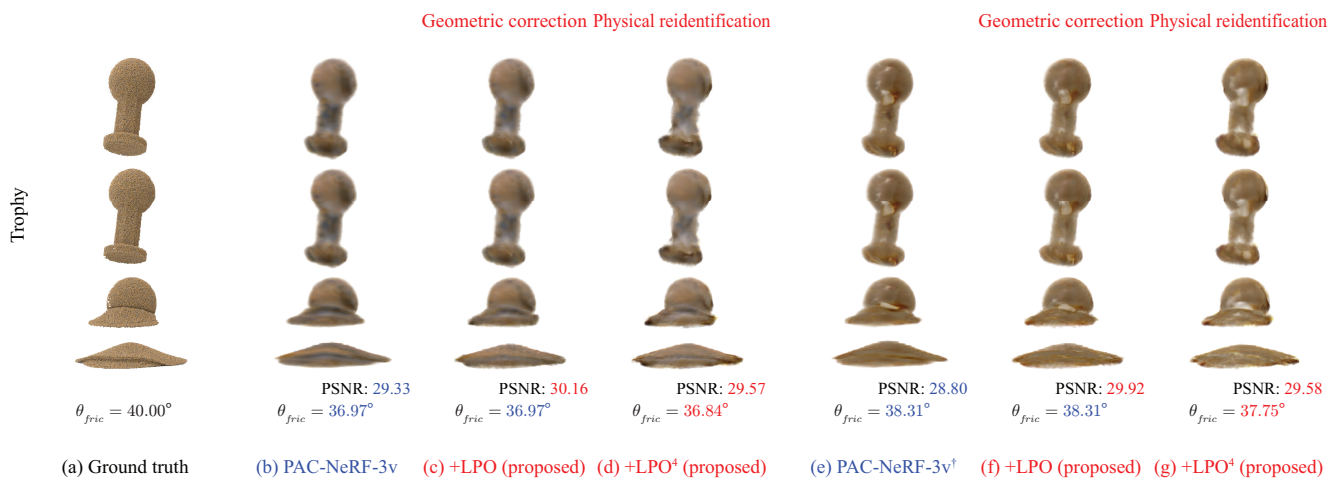 Geometric correction Physical reidentification Geometric correction Physical reidentification
Trophy
PSNR: 29.33 PSNR: 30.16 PSNR: 29.57 PSNR: 28.80 PSNR: 29.92 PSNR: 29.58
θ_fric = 40.00° θ_fric = 36.97° θ_fric = 36.97° θ_fric = 36.84° θ_fric = 38.31° θ_fric = 38.31° θ_fric = 37.75°
(a) Ground truth (b) PAC-NeRF-3v (c) +LPO (proposed) (d) +LPO⁴ (proposed) (e) PAC-NeRF-3v† (f) +LPO (proposed) (g) +LPO⁴ (proposed)